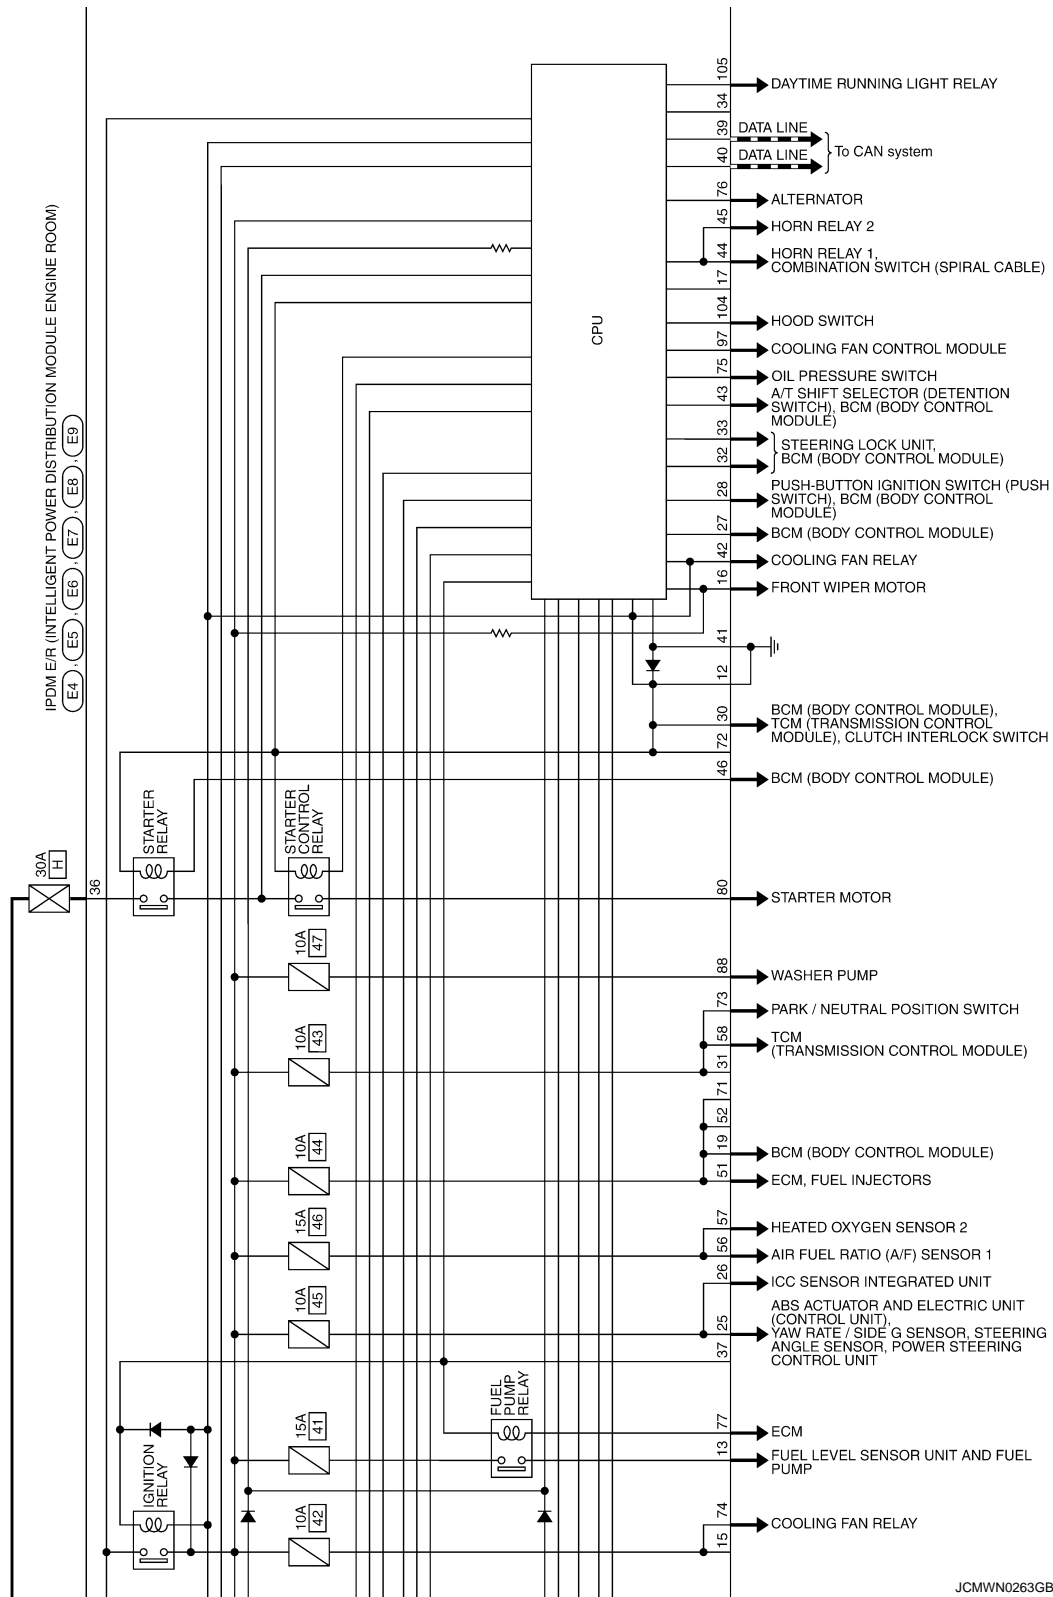 IPDM E/R (INTELLIGENT POWER DISTRIBUTION MODULE ENGINE ROOM)
E4 , E5 , E6 , E7 , E8 , E9
CPU
105
DAYTIME RUNNING LIGHT RELAY
34
39
DATA LINE
40
DATA LINE
To CAN system
76
ALTERNATOR
45
HORN RELAY 2
44
HORN RELAY 1,
COMBINATION SWITCH (SPIRAL CABLE)
17
104
HOOD SWITCH
97
COOLING FAN CONTROL MODULE
75
OIL PRESSURE SWITCH
43
A/T SHIFT SELECTOR (DETENTION
SWITCH), BCM (BODY CONTROL
MODULE)
33
32
STEERING LOCK UNIT,
BCM (BODY CONTROL MODULE)
28
PUSH-BUTTON IGNITION SWITCH (PUSH
SWITCH), BCM (BODY CONTROL
MODULE)
27
BCM (BODY CONTROL MODULE)
42
COOLING FAN RELAY
16
FRONT WIPER MOTOR
41
12
30
BCM (BODY CONTROL MODULE),
TCM (TRANSMISSION CONTROL
MODULE), CLUTCH INTERLOCK SWITCH
72
46
BCM (BODY CONTROL MODULE)
STARTER
RELAY
STARTER
CONTROL
RELAY
30A
H
36
80
STARTER MOTOR
10A
47
88
WASHER PUMP
73
PARK / NEUTRAL POSITION SWITCH
10A
43
58
TCM
(TRANSMISSION CONTROL MODULE)
31
71
52
10A
44
19
BCM (BODY CONTROL MODULE)
51
ECM, FUEL INJECTORS
15A
46
57
HEATED OXYGEN SENSOR 2
56
AIR FUEL RATIO (A/F) SENSOR 1
26
ICC SENSOR INTEGRATED UNIT
10A
45
25
ABS ACTUATOR AND ELECTRIC UNIT
(CONTROL UNIT),
YAW RATE / SIDE G SENSOR, STEERING
ANGLE SENSOR, POWER STEERING
CONTROL UNIT
37
FUEL
PUMP
RELAY
15A
41
77
ECM
13
FUEL LEVEL SENSOR UNIT AND FUEL
PUMP
IGNITION
RELAY
10A
42
74
COOLING FAN RELAY
15
JCMWN0263GB